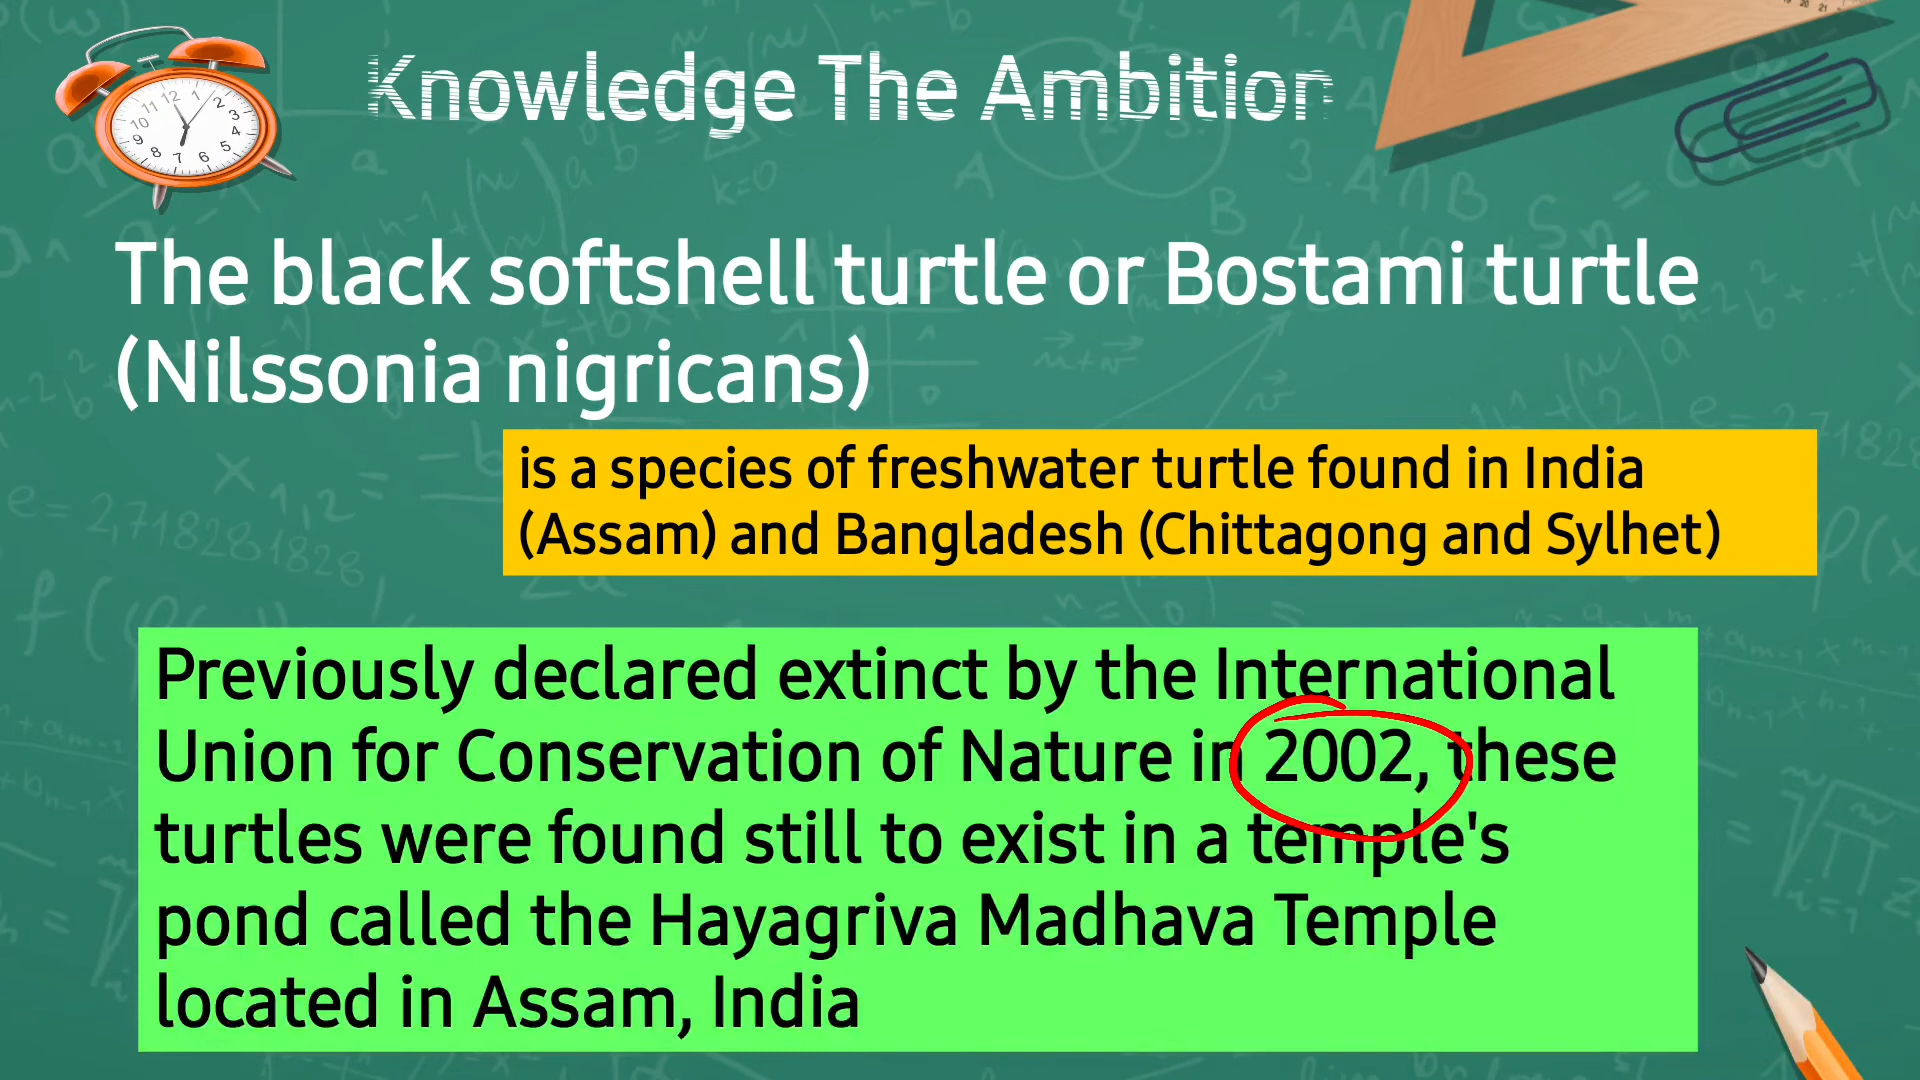 Knowledge The Ambition
The black softshell turtle or Bostami turtle
(Nilssonia nigricans)
is a species of freshwater turtle found in India
(Assam) and Bangladesh (Chittagong and Sylhet)
Previously declared extinct by the International
Union for Conservation of Nature in 2002, these
turtles were found still to exist in a temple's
pond called the Hayagriva Madhava Temple
located in Assam, India